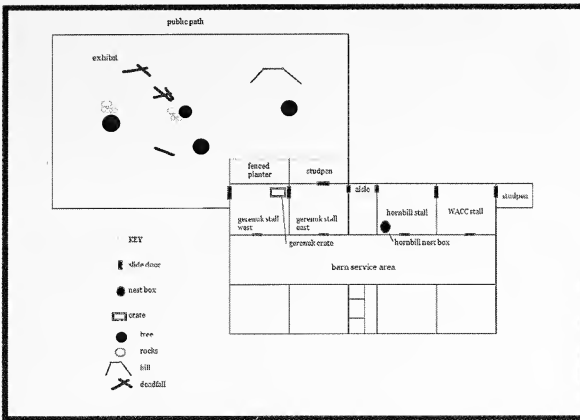 public path
exhibit
fenced
planter
studpen
aisle
gerenuk stall
west
gerenuk stall
east
hornbill stall
WACC stall
studpen
gerenuk crate
hornbill nest box
barn service area
KEY
slide door
nest box
crate
tree
rocks
hill
deadfall